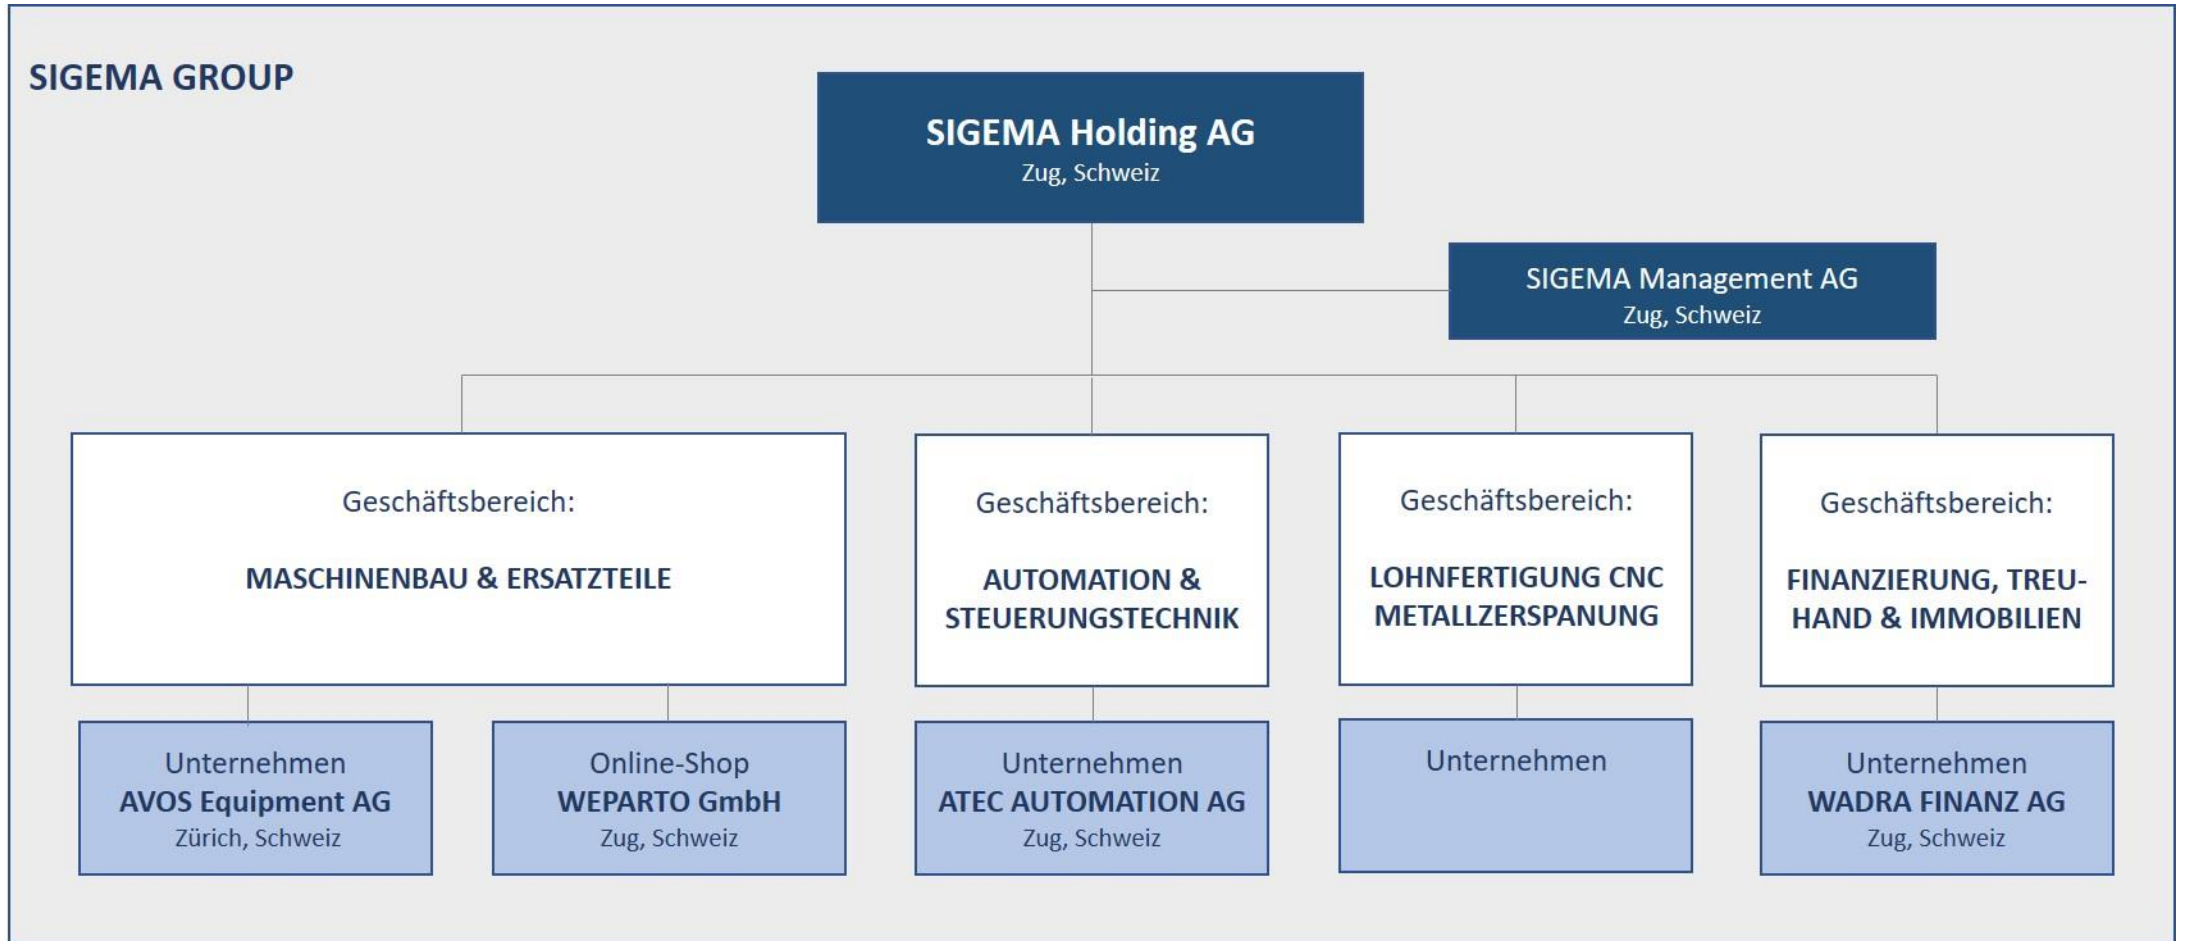 SIGEMA GROUP
SIGEMA Holding AG
Zug, Schweiz
SIGEMA Management AG
Zug, Schweiz
Geschäftsbereich:
MASCHINENBAU & ERSATZTEILE
Geschäftsbereich:
AUTOMATION &
STEUERUNGSTECHNIK
Geschäftsbereich:
LOHNFERTIGUNG CNC
METALLZERSPANUNG
Geschäftsbereich:
FINANZIERUNG, TREU-
HAND & IMMOBILIEN
Unternehmen
AVOS Equipment AG
Zürich, Schweiz
Online-Shop
WEPARTO GmbH
Zug, Schweiz
Unternehmen
ATEC AUTOMATION AG
Zug, Schweiz
Unternehmen
Unternehmen
WADRA FINANZ AG
Zug, Schweiz